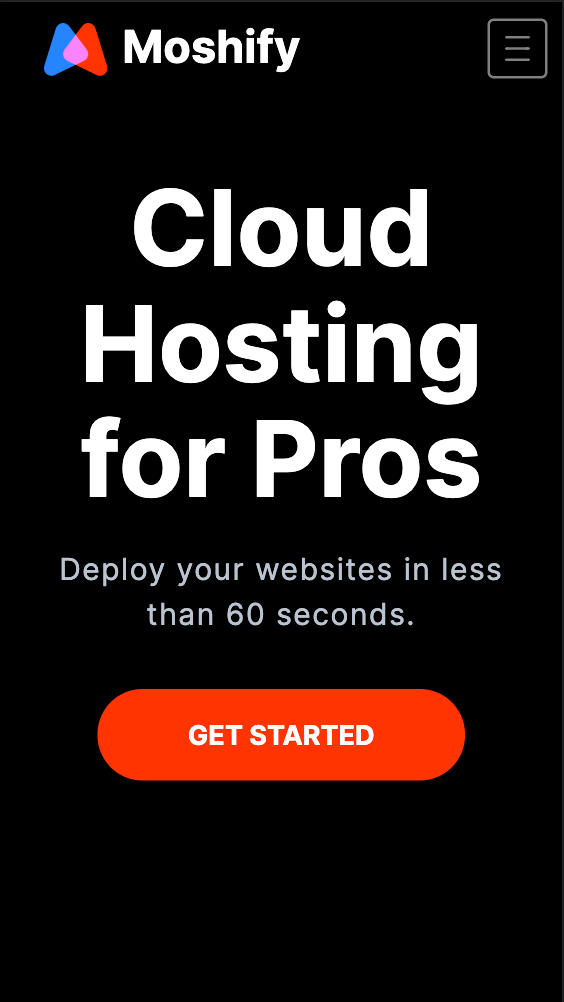 Moshify
Cloud
Hosting
for Pros
Deploy your websites in less
than 60 seconds.
GET STARTED